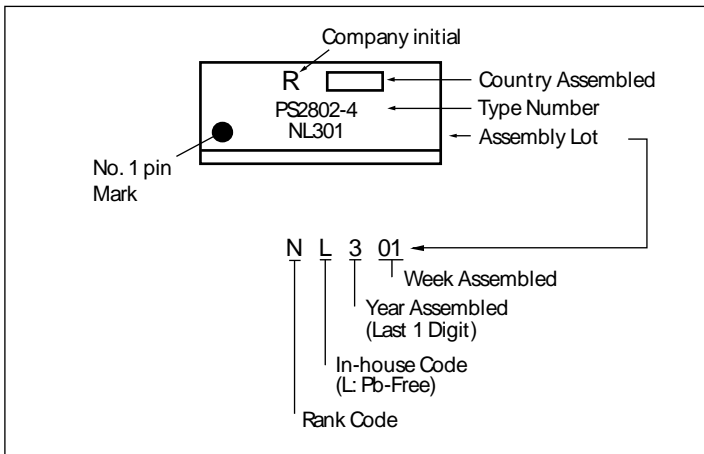 Company initial
R
Country Assembled
PS2802-4
Type Number
NL301
Assembly Lot
No. 1 pin
Mark
N L 3 01
Week Assembled
Year Assembled
(Last 1 Digit)
In-house Code
(L: Pb-Free)
Rank Code